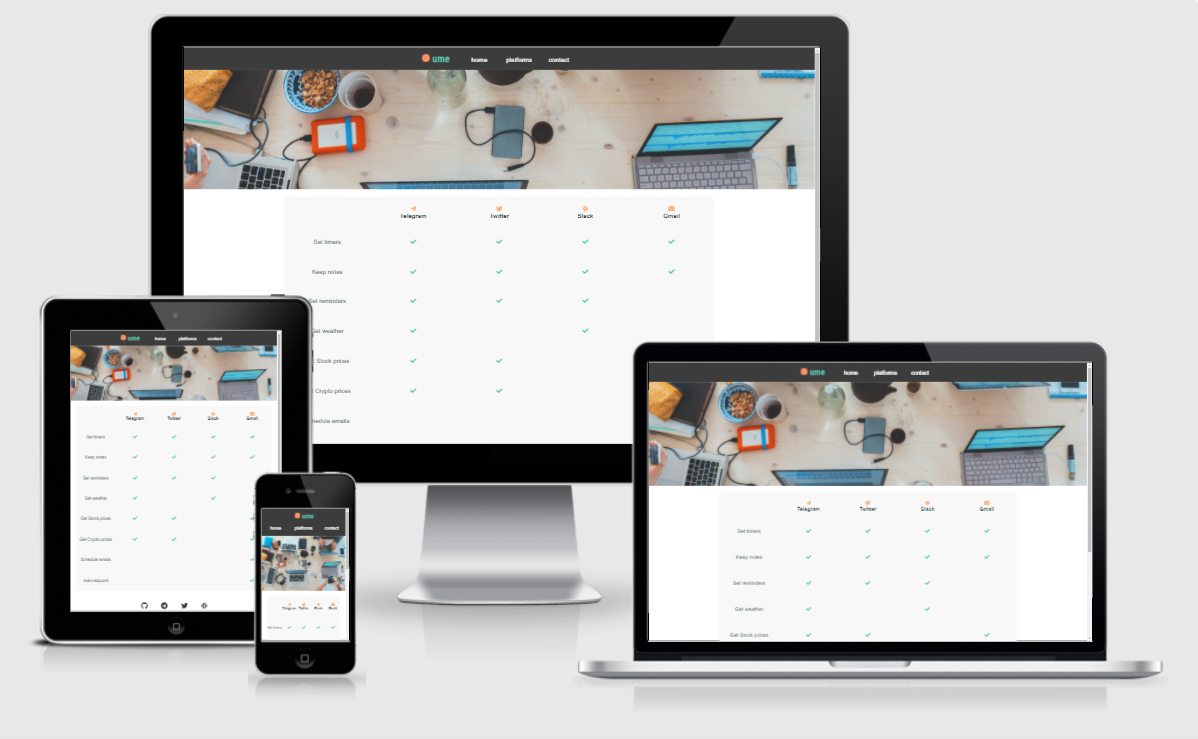 ume home platforms contact
Telegram Twitter Slack Gmail
Set timers
Keep notes
Set reminders
Get weather
Stock prices
Crypto prices
hedule emails
ume home platforms contact
Telegram Twitter Slack Gmail
Set timers
Keep notes
Set reminders
Get weather
Get Stock prices
Get Crypto prices
Schedule emails
Auto respond
ume
home platforms contact
Telegram Twitter Slack Gmail
Set timers
ume home platforms contact
Telegram Twitter Slack Gmail
Set timers
Keep notes
Set reminders
Get weather
Get Stock prices